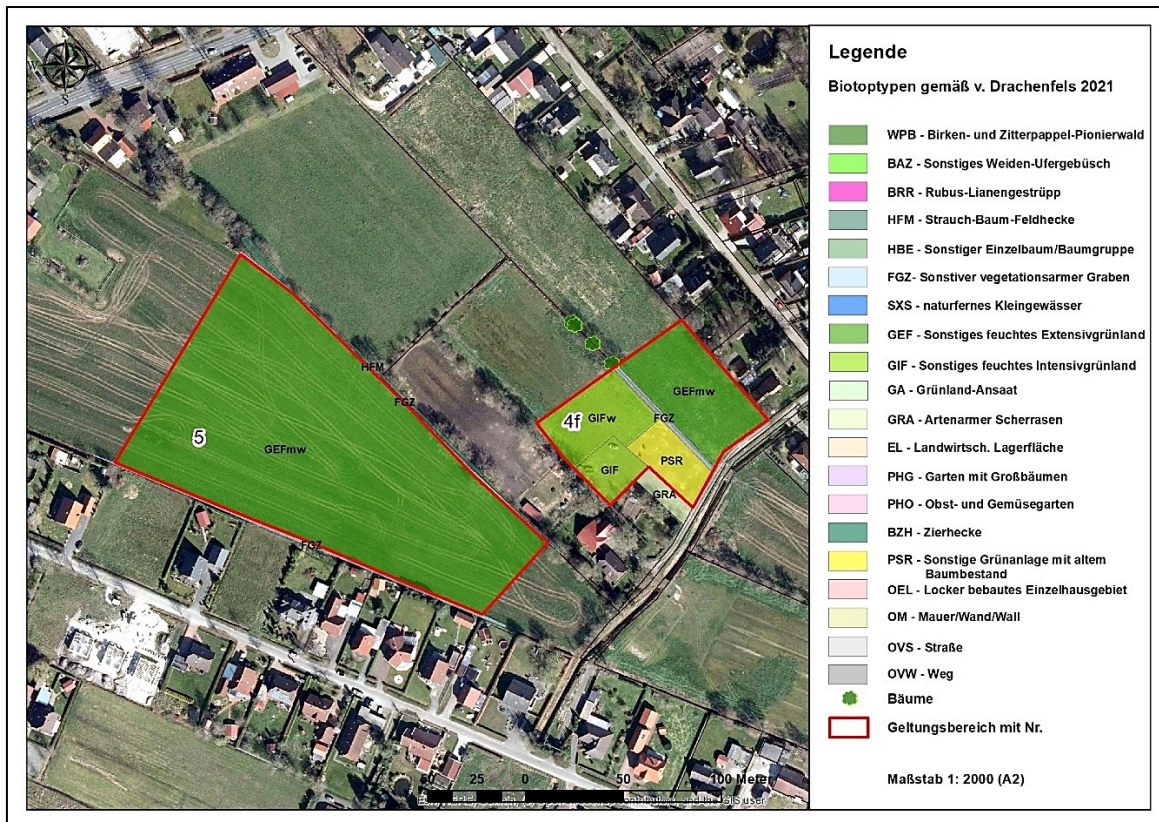 W
S
HFM
FGZ
GEFmw
5
FGZ
GEFmw
4f
GIFw
FGZ
PSR
GIF
GRA
50 25 0 50 100 Meter
GIS user
Legende
Biotoptypen gemäß v. Drachenfels 2021
WPB - Birken- und Zitterpappel-Pionierwald
BAZ - Sonstiges Weiden-Ufergebüsch
BRR - Rubus-Lianengestrüpp
HFM - Strauch-Baum-Feldhecke
HBE - Sonstiger Einzelbaum/Baumgruppe
FGZ- Sonstiver vegetationsarmer Graben
SXS - naturfernes Kleingewässer
GEF - Sonstiges feuchtes Extensivgrünland
GIF - Sonstiges feuchtes Intensivgrünland
GA - Grünland-Ansaat
GRA - Artenarmer Scherrasen
EL - Landwirtsch. Lagerfläche
PHG - Garten mit Großbäumen
PHO - Obst- und Gemüsegarten
BZH - Zierhecke
PSR - Sonstige Grünanlage mit altem
Baumbestand
OEL - Locker bebautes Einzelhausgebiet
OM - Mauer/Wand/Wall
OVS - Straße
OVW - Weg
Bäume
Geltungsbereich mit Nr.
Maßstab 1: 2000 (A2)